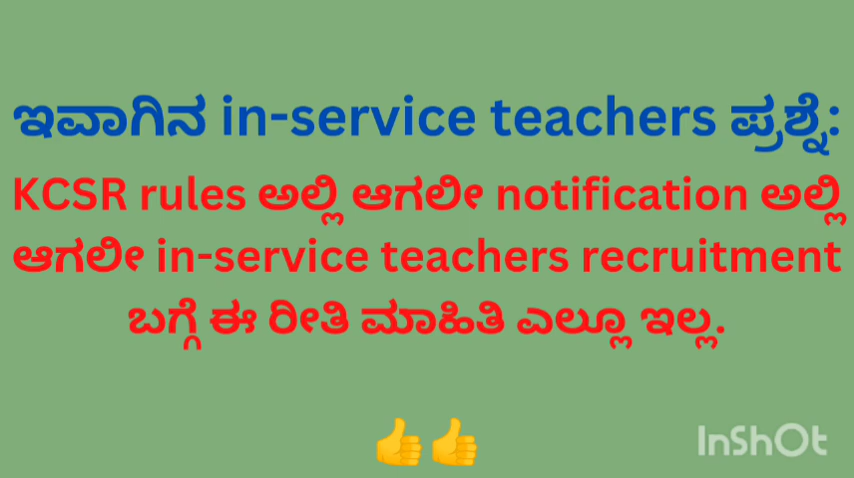 ಇವಾಗಿನ in-service teachers ಪ್ರಶ್ನೆ:
KCSR rules ಅಲ್ಲಿ ಆಗಲೀ notification ಅಲ್ಲಿ
ಆಗಲೀ in-service teachers recruitment
ಬಗ್ಗೆ ಈ ರೀತಿ ಮಾಹಿತಿ ಎಲ್ಲೂ ಇಲ್ಲ.
InShOt